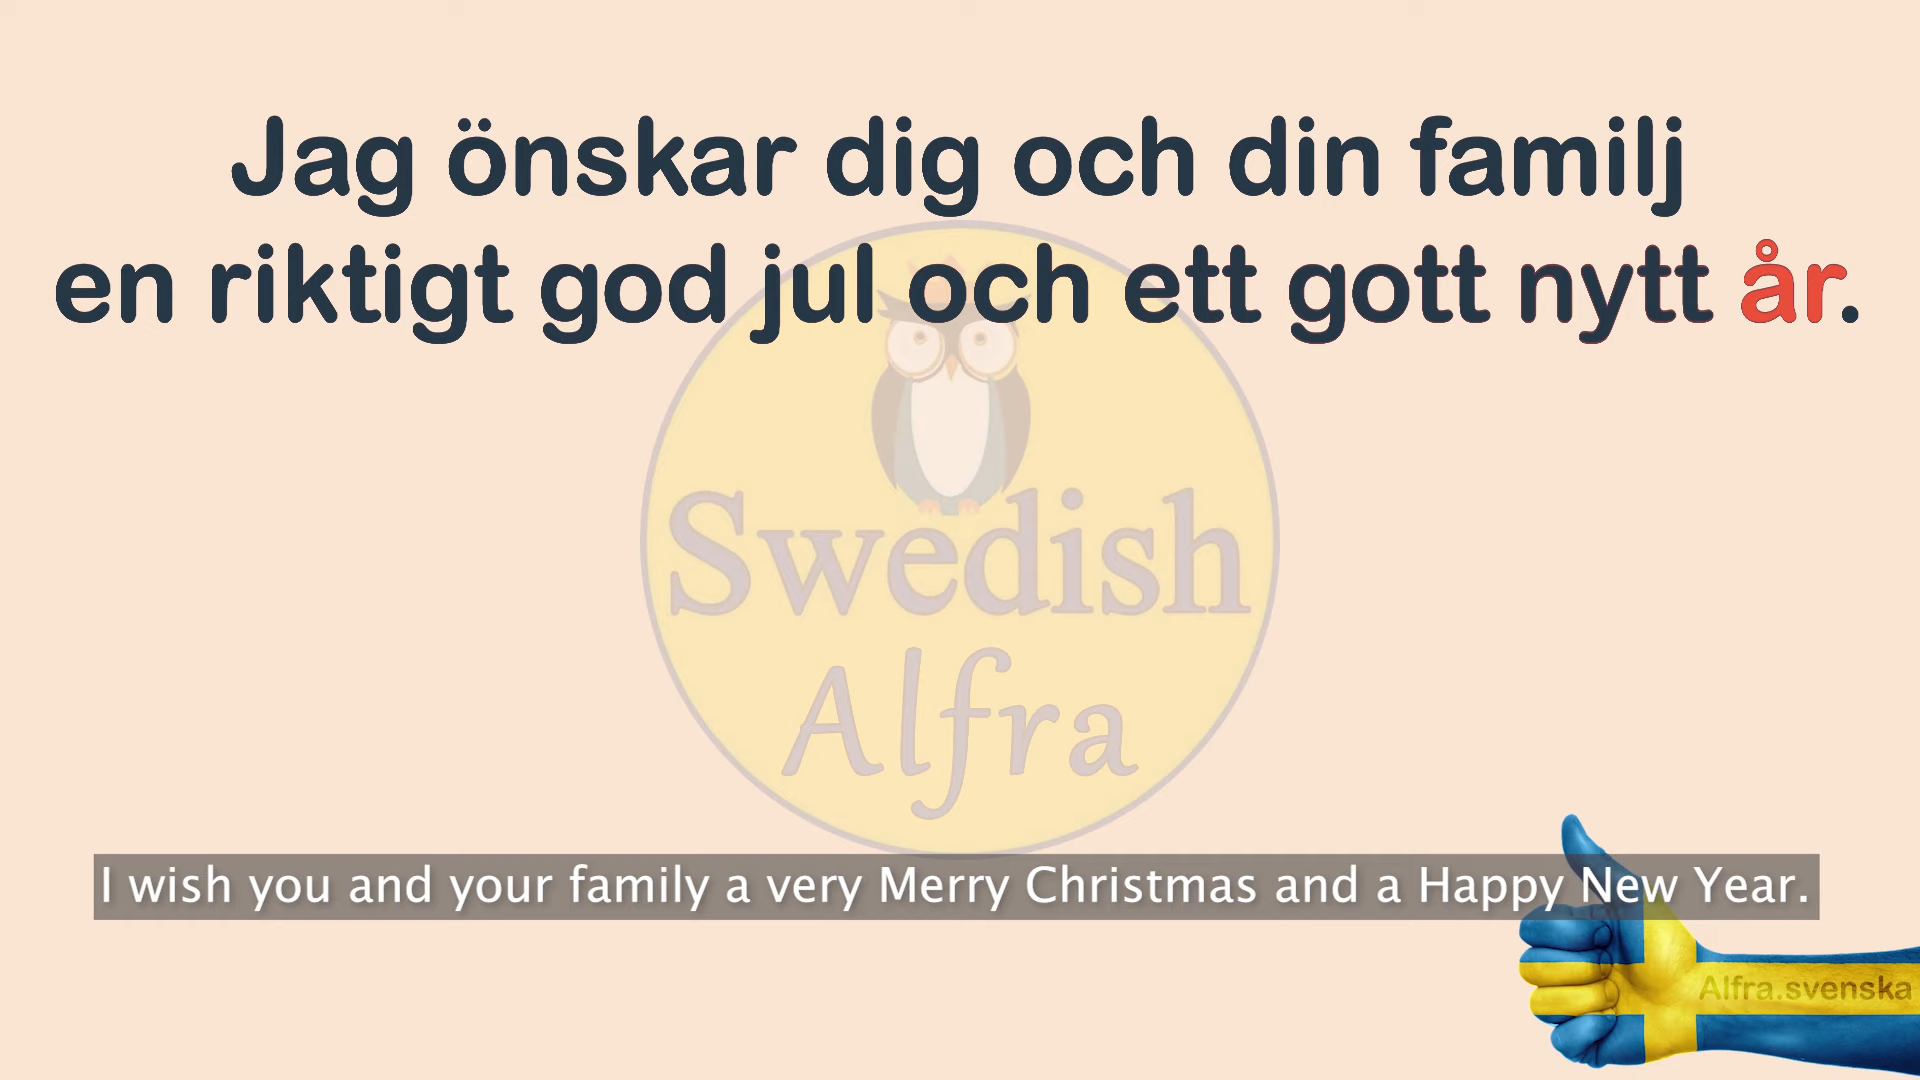 Jag önskar dig och din familj
en riktigt god jul och ett gott nytt år.
Swedish
Alfra
I wish you and your family a very Merry Christmas and a Happy New Year.
Alfra.svenska